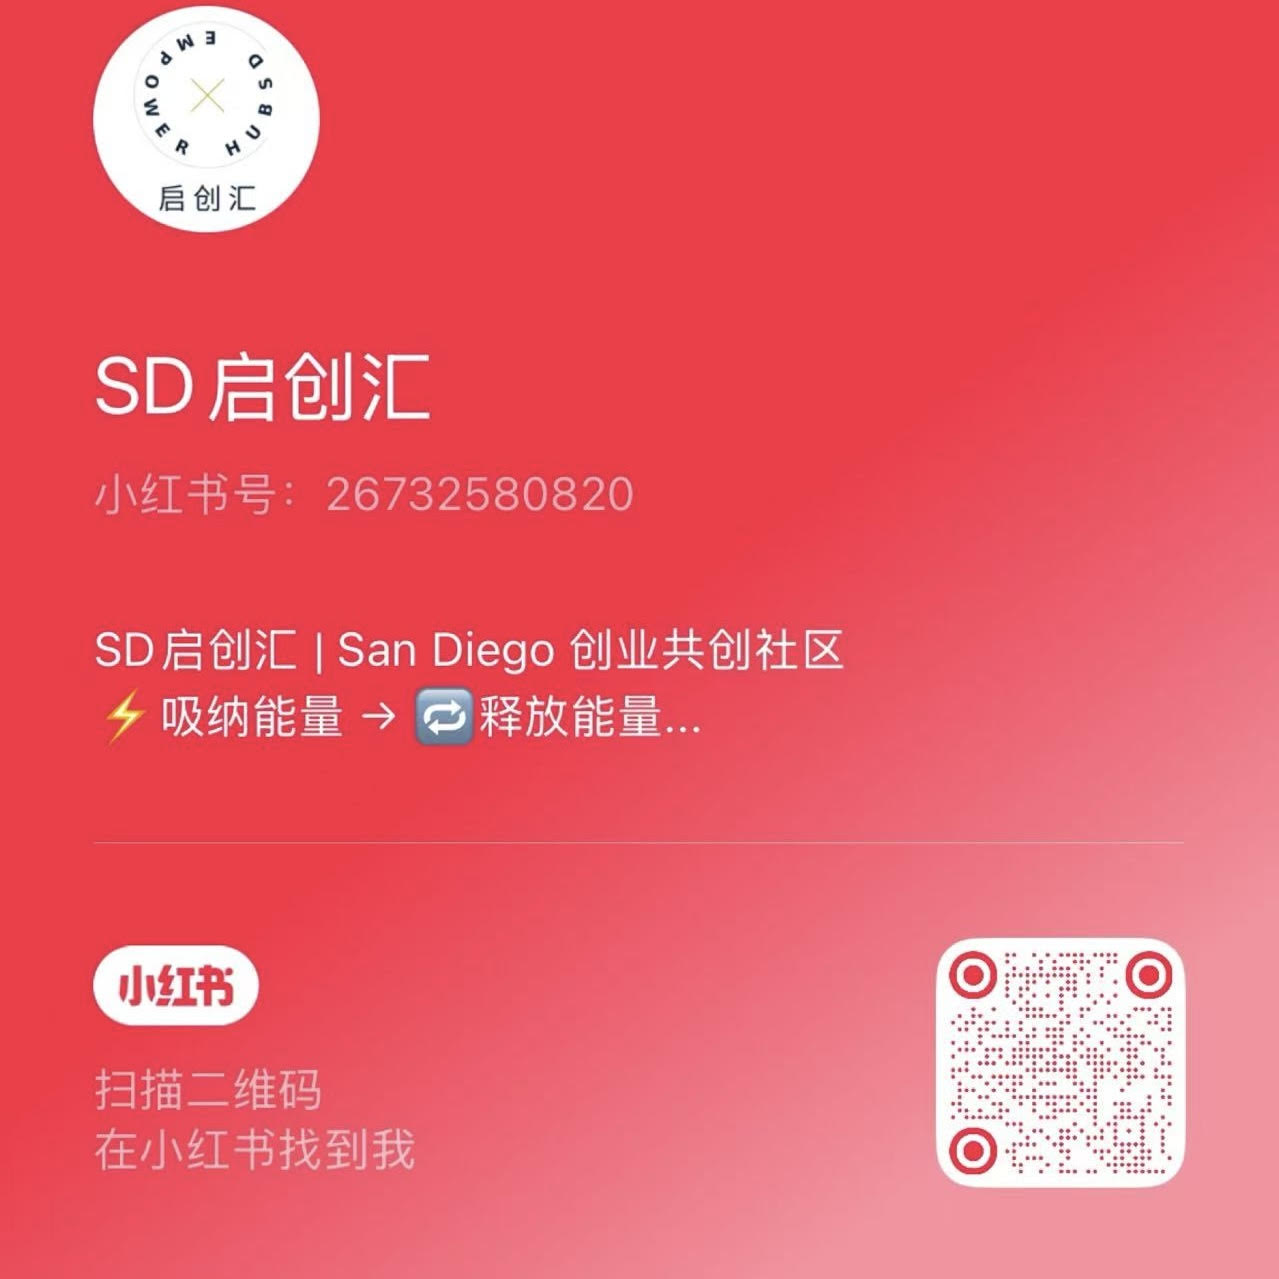 SD EMPOWER HUB
启创汇
SD启创汇
小红书号：26732580820
SD启创汇 | San Diego 创业共创社区
⚡吸纳能量 → 🔁释放能量...
小红书
扫描二维码
在小红书找到我